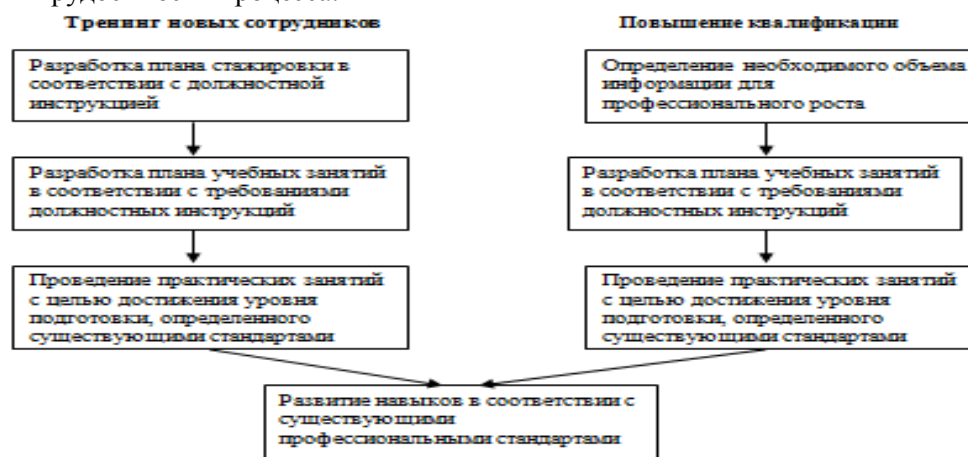 Тренинг новых сотрудников
Разработка плана стажировки в
соответствии с должностной
инструкцией
Разработка плана учебных занятий
в соответствии с требованиями
должностных инструкций
Проведение практических занятий
с целью достижения уровня
подготовки, определенного
существующими стандартами
Повышение квалификации
Определение необходимого объема
информации для
профессионального роста
Разработка плана учебных занятий
в соответствии с требованиями
должностных инструкций
Проведение практических занятий
с целью достижения уровня
подготовки, определенного
существующими стандартами
Развитие навыков в соответствии с
существующими
профессиональными стандартами